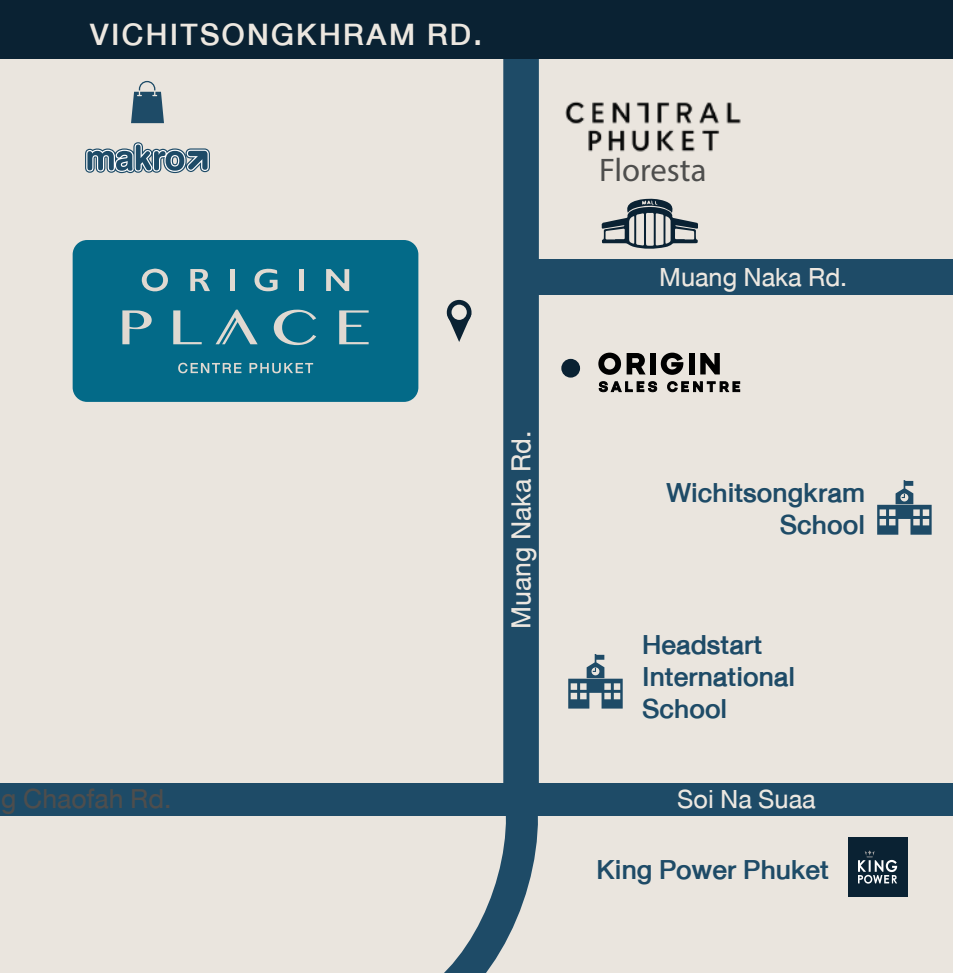 VICHITSONGKHRAM RD.
makro
CENTRAL
PHUKET
Floresta
MALL
Muang Naka Rd.
ORIGIN
PLACE
CENTRE PHUKET
ORIGIN
SALES CENTRE
Muang Naka Rd.
Wichitsongkram
School
Headstart
International
School
g Chaofah Rd.
Soi Na Suaa
King Power Phuket
KING
POWER